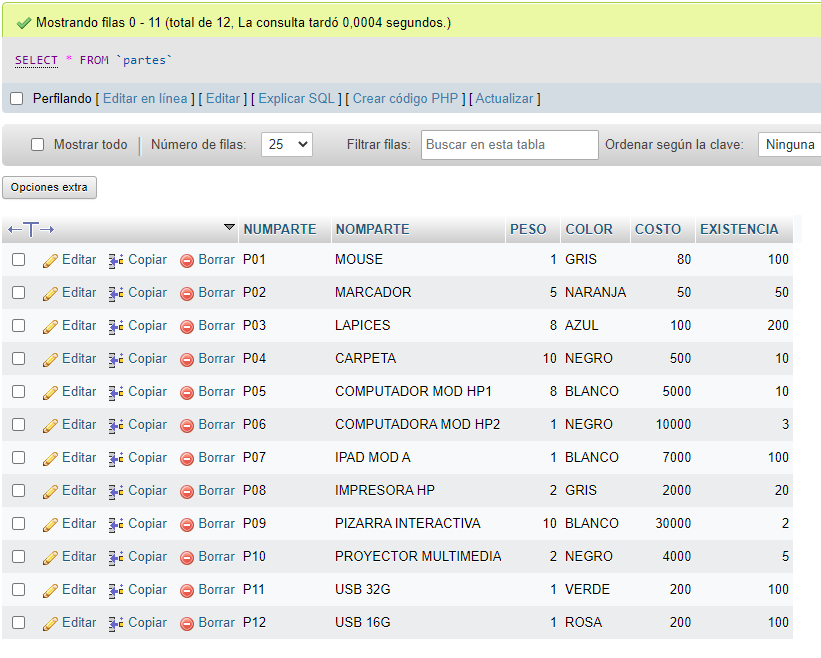 Mostrando filas 0 - 11 (total de 12, La consulta tardó 0,0004 segundos.)
SELECT * FROM `partes`
Perfilando [ Editar en línea ] [ Editar ] [ Explicar SQL ] [ Crear código PHP ] [ Actualizar ]
Mostrar todo | Número de filas: 25 Filtrar filas: Buscar en esta tabla Ordenar según la clave: Ninguna
Opciones extra
←T→ NUMPARTE NOMPARTE PESO COLOR COSTO EXISTENCIA
Editar Copiar Borrar P01 MOUSE 1 GRIS 80 100
Editar Copiar Borrar P02 MARCADOR 5 NARANJA 50 50
Editar Copiar Borrar P03 LAPICES 8 AZUL 100 200
Editar Copiar Borrar P04 CARPETA 10 NEGRO 500 10
Editar Copiar Borrar P05 COMPUTADOR MOD HP1 8 BLANCO 5000 10
Editar Copiar Borrar P06 COMPUTADORA MOD HP2 1 NEGRO 10000 3
Editar Copiar Borrar P07 IPAD MOD A 1 BLANCO 7000 100
Editar Copiar Borrar P08 IMPRESORA HP 2 GRIS 2000 20
Editar Copiar Borrar P09 PIZARRA INTERACTIVA 10 BLANCO 30000 2
Editar Copiar Borrar P10 PROYECTOR MULTIMEDIA 2 NEGRO 4000 5
Editar Copiar Borrar P11 USB 32G 1 VERDE 200 100
Editar Copiar Borrar P12 USB 16G 1 ROSA 200 100